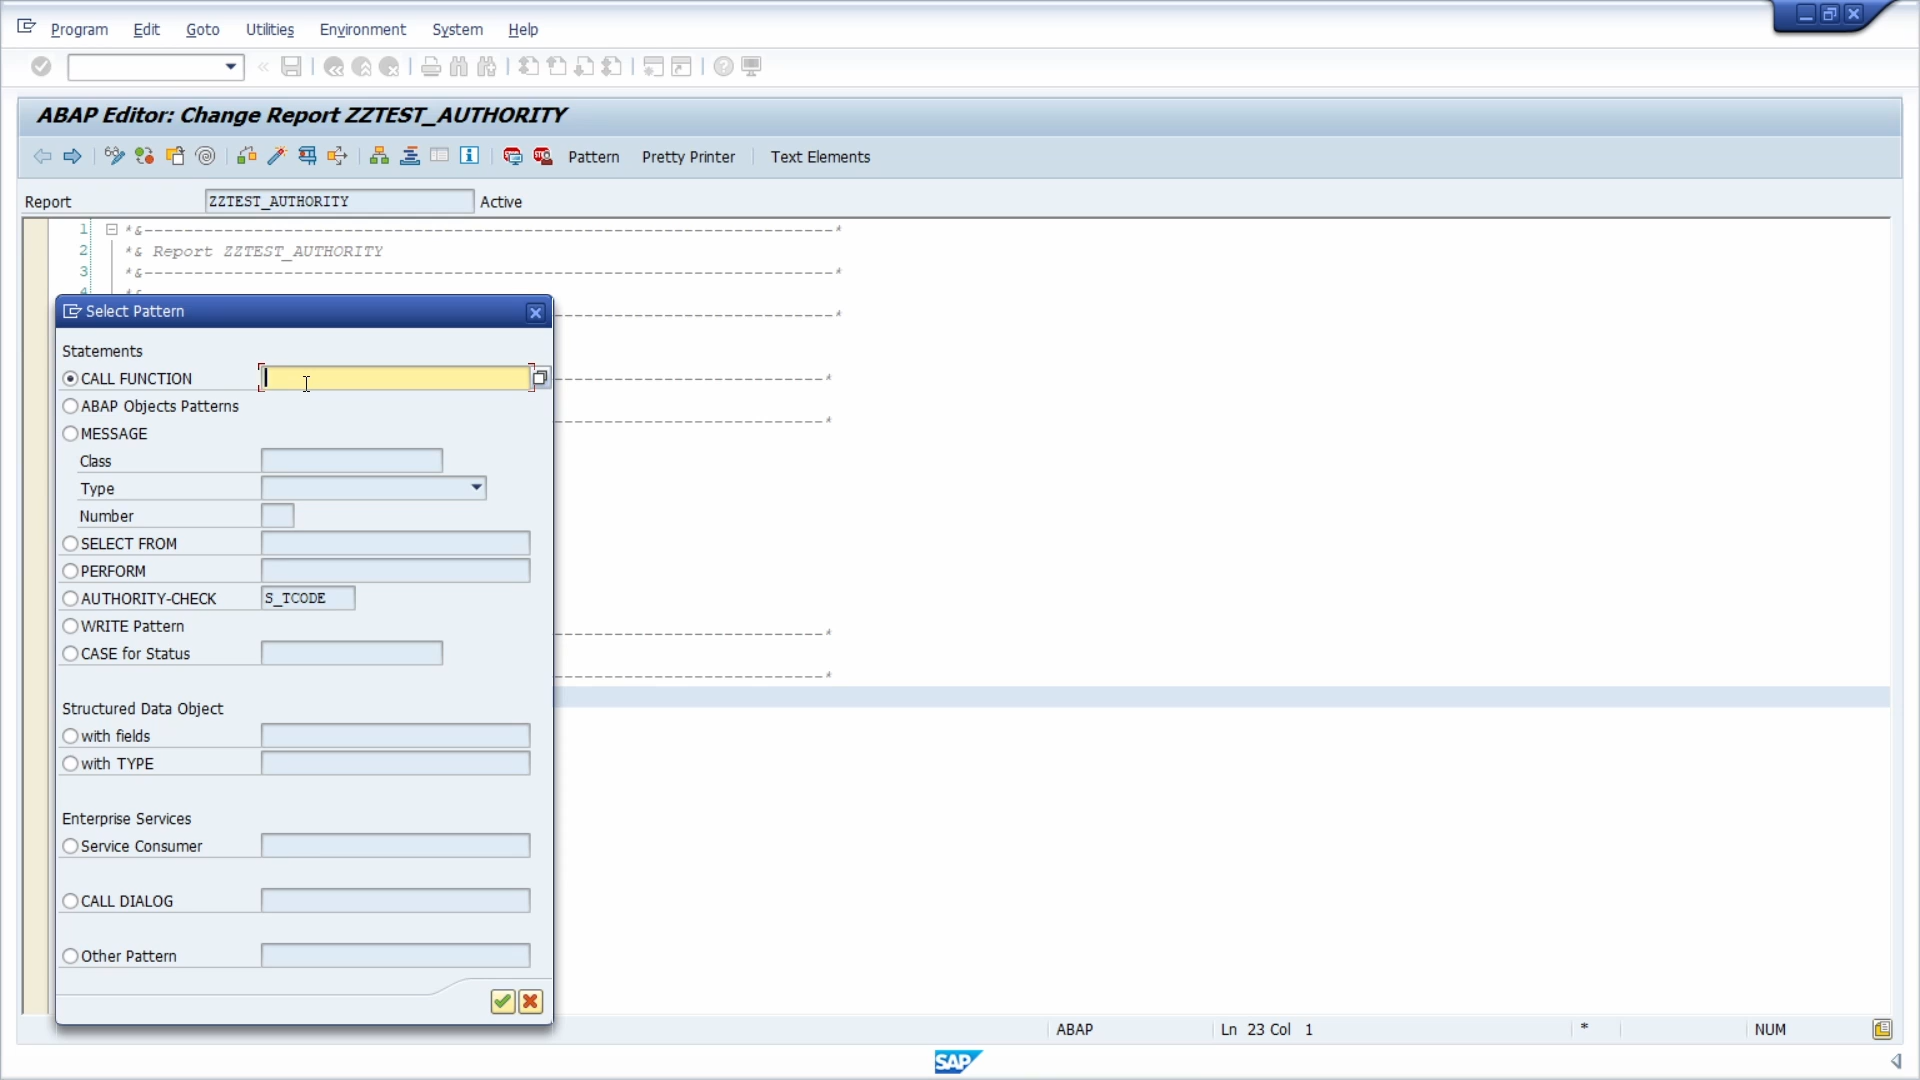 Program Edit Goto Utilities Environment System Help
ABAP Editor: Change Report ZZTEST_AUTHORITY
Pattern Pretty Printer Text Elements
Report ZZTEST_AUTHORITY Active
1 *&---------------------------------------------------------------------*
2 *& Report ZZTEST_AUTHORITY
3 *&---------------------------------------------------------------------*
4 *&
Select Pattern
Statements
CALL FUNCTION
ABAP Objects Patterns
MESSAGE
Class
Type
Number
SELECT FROM
PERFORM
AUTHORITY-CHECK S_TCODE
WRITE Pattern
CASE for Status
Structured Data Object
with fields
with TYPE
Enterprise Services
Service Consumer
CALL DIALOG
Other Pattern
ABAP Ln 23 Col 1 * NUM
SAP